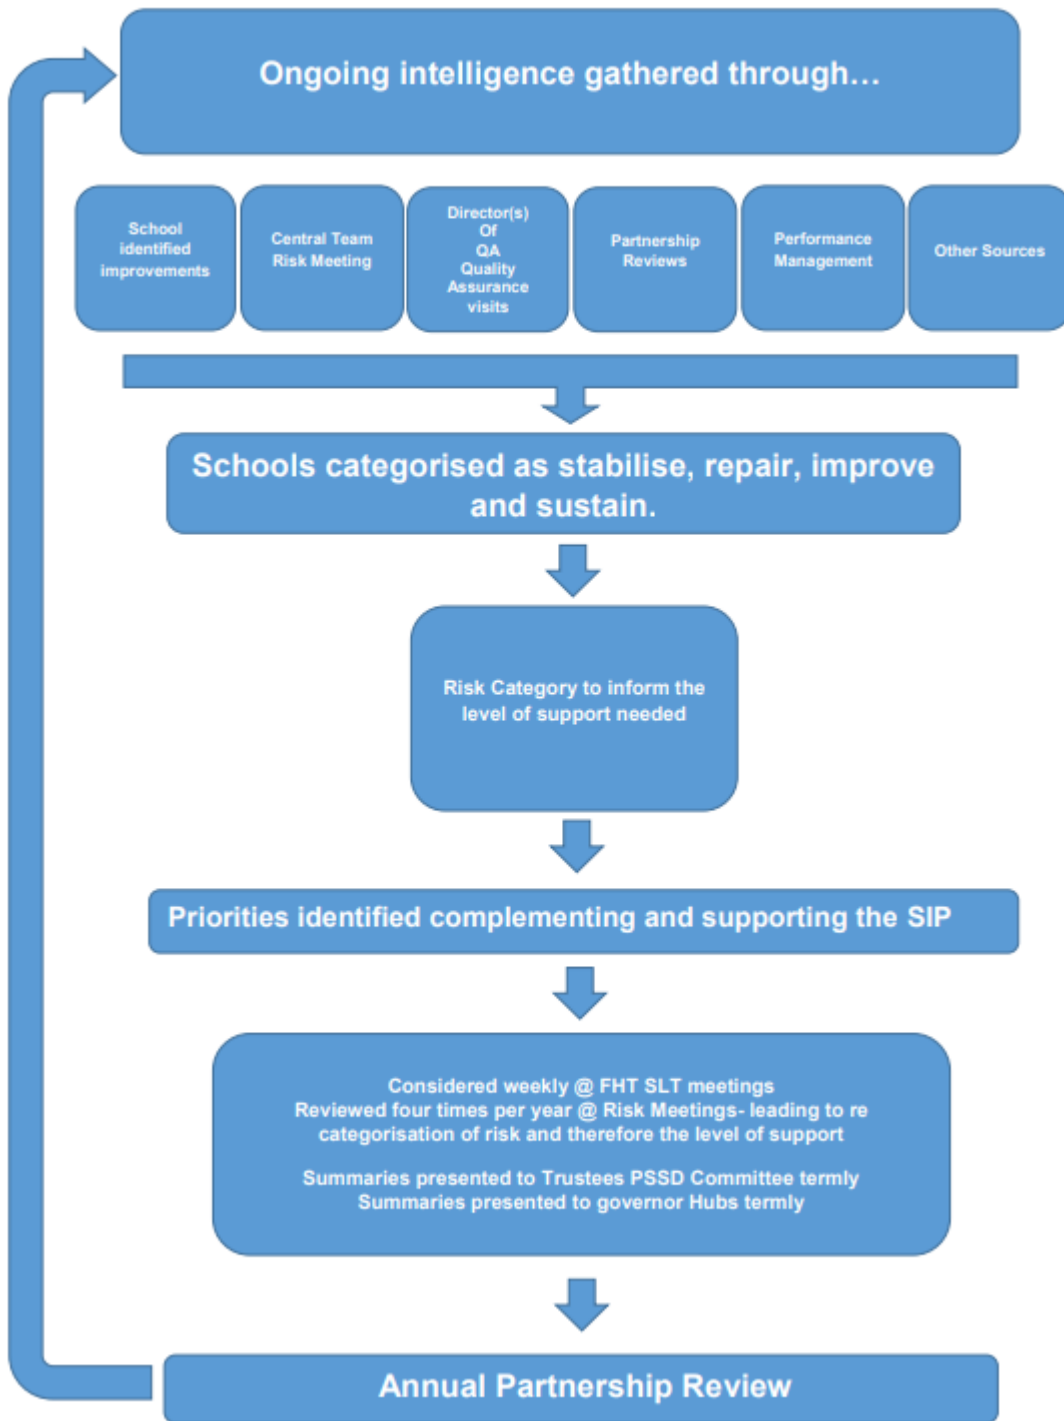 Ongoing intelligence gathered through...
School
identified
improvements
Central Team
Risk Meeting
Director(s)
Of
QA
Quality
Assurance
visits
Partnership
Reviews
Performance
Management
Other Sources
Schools categorised as stabilise, repair, improve
and sustain.
Risk Category to inform the
level of support needed
Priorities identified complementing and supporting the SIP
Considered weekly @ FHT SLT meetings
Reviewed four times per year @ Risk Meetings- leading to re
categorisation of risk and therefore the level of support
Summaries presented to Trustees PSSD Committee termly
Summaries presented to governor Hubs termly
Annual Partnership Review